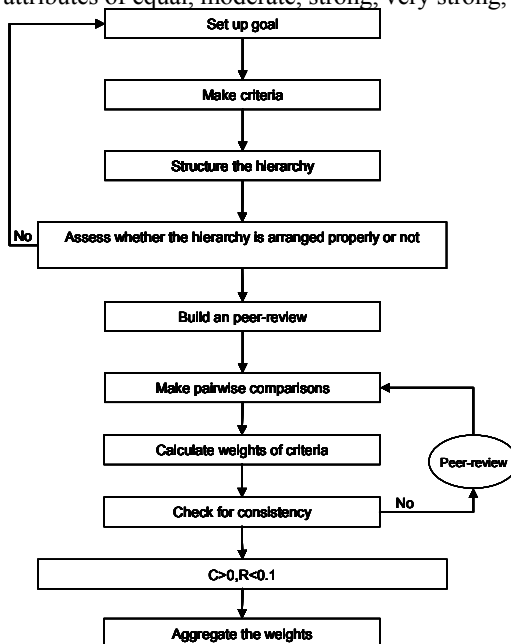 attributes of equal, moderate, strong, very strong,
Set up goal
Make criteria
Structure the hierarchy
No
Assess whether the hierarchy is arranged properly or not
Build an peer-review
Make pairwise comparisons
Calculate weights of criteria
Peer-review
Check for consistency
No
C>0,R<0.1
Aggregate the weights